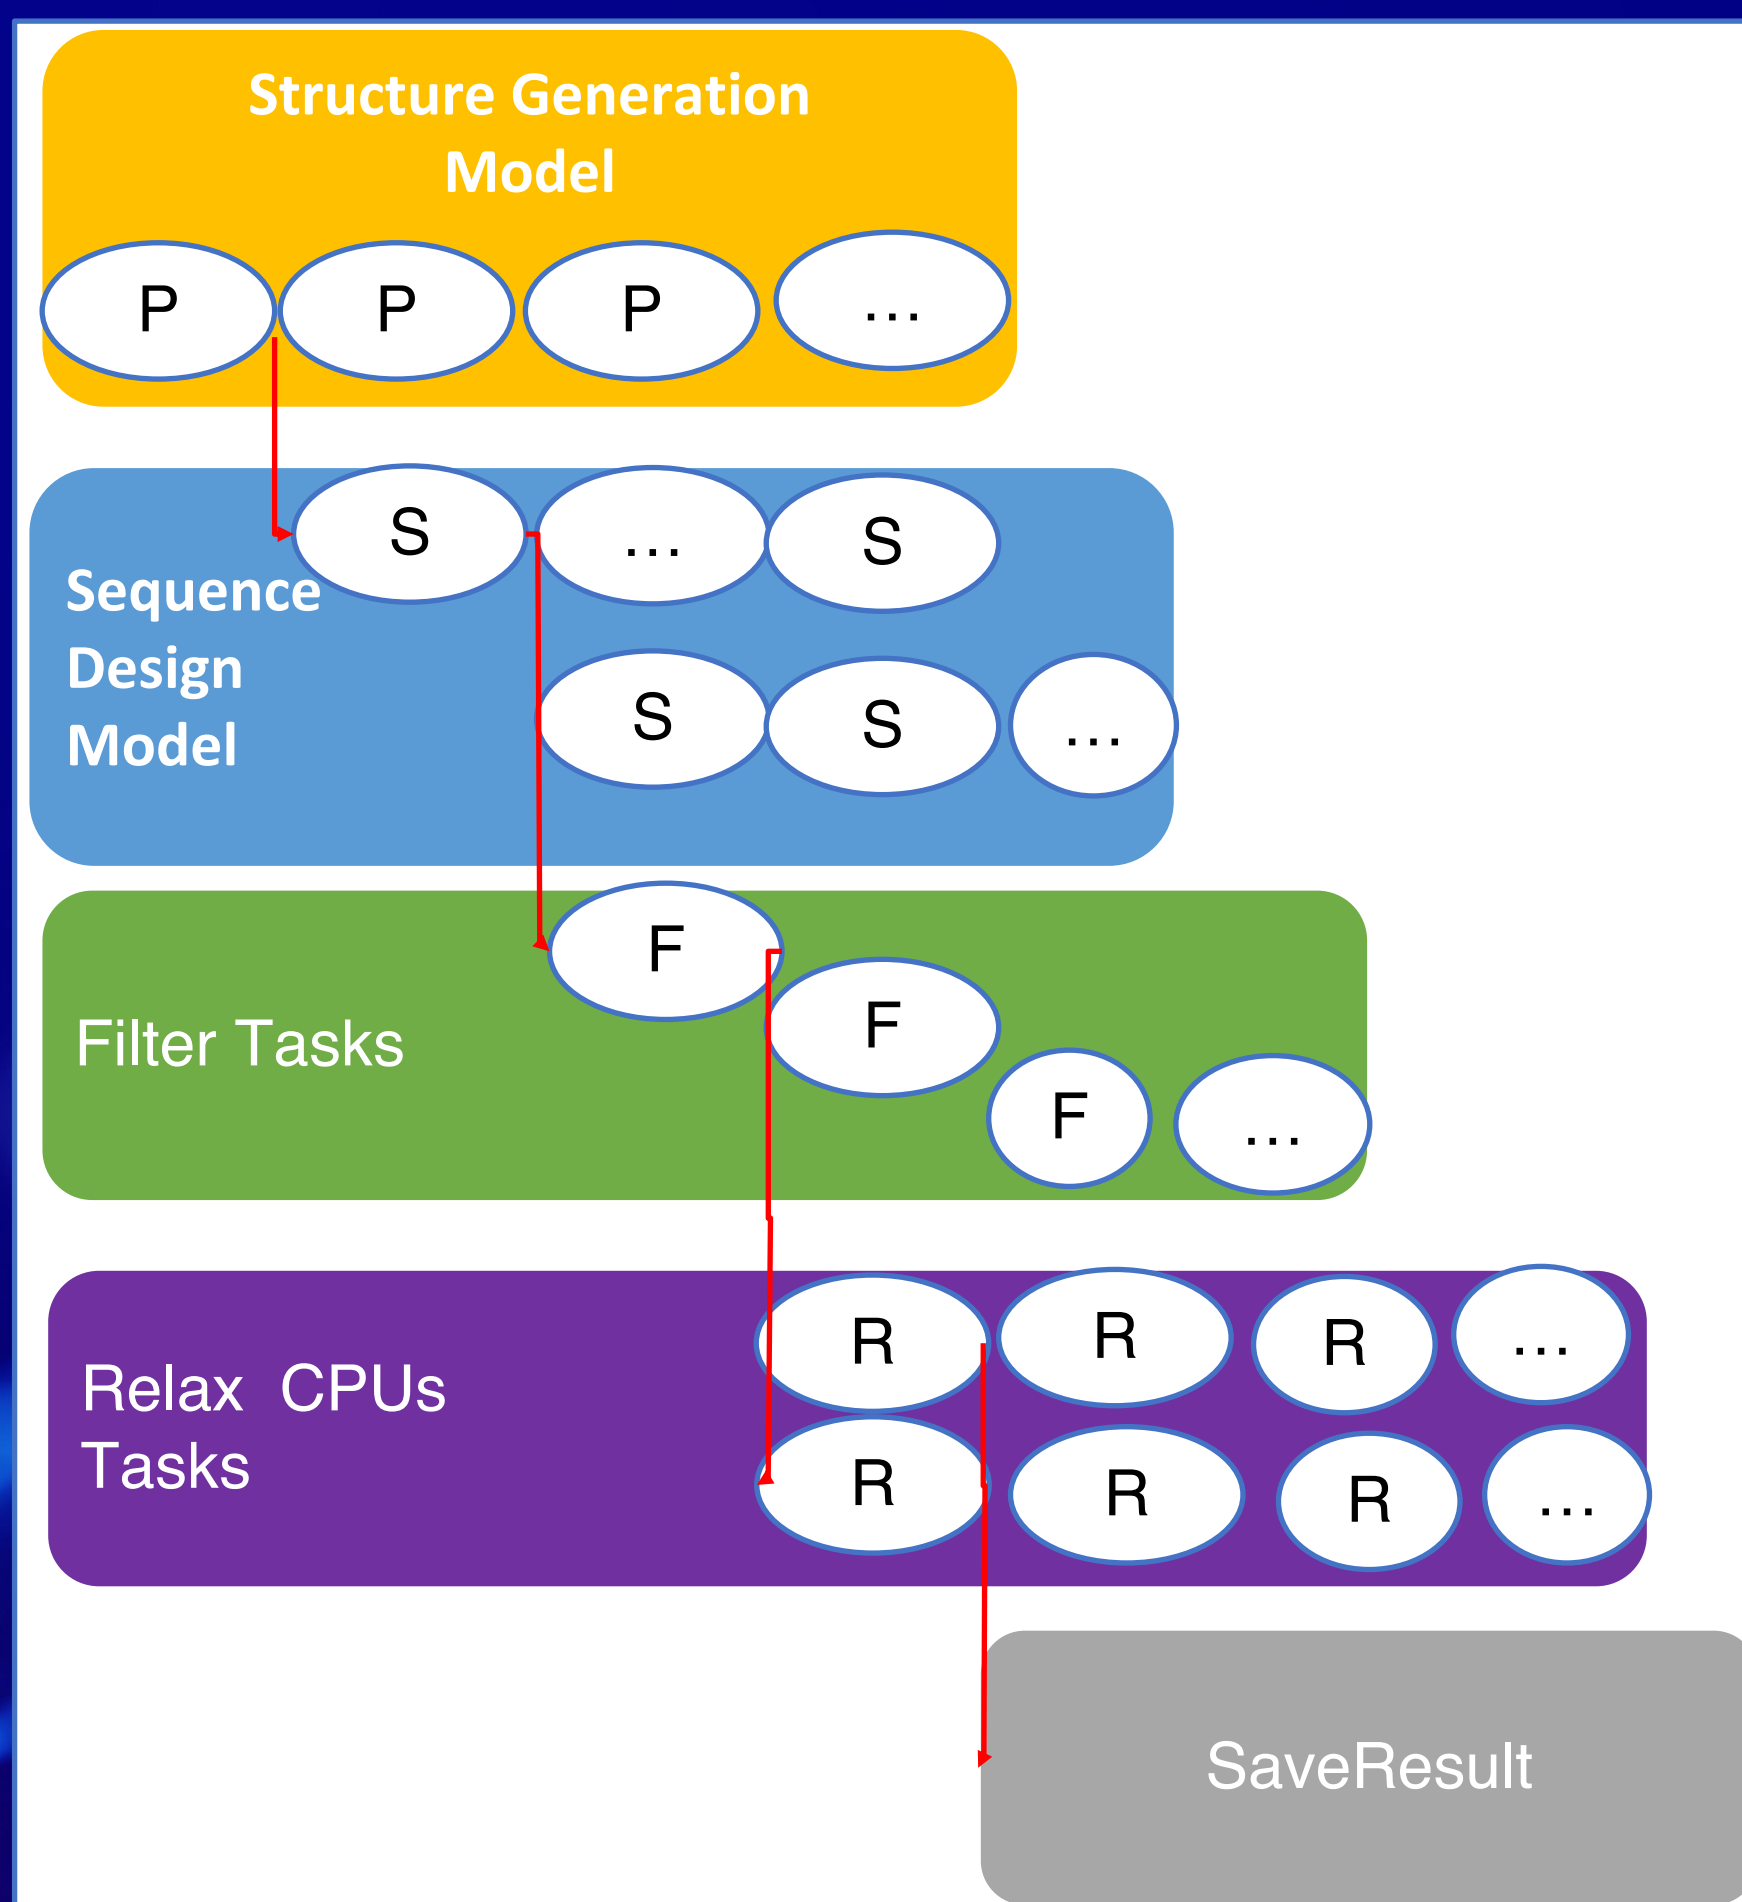 Structure Generation
Model
P P P ...
S ... S
Sequence
Design
Model
S S ...
F
F
F ...
Filter Tasks
R R R ...
Relax  CPUs
Tasks
R R R ...
SaveResult